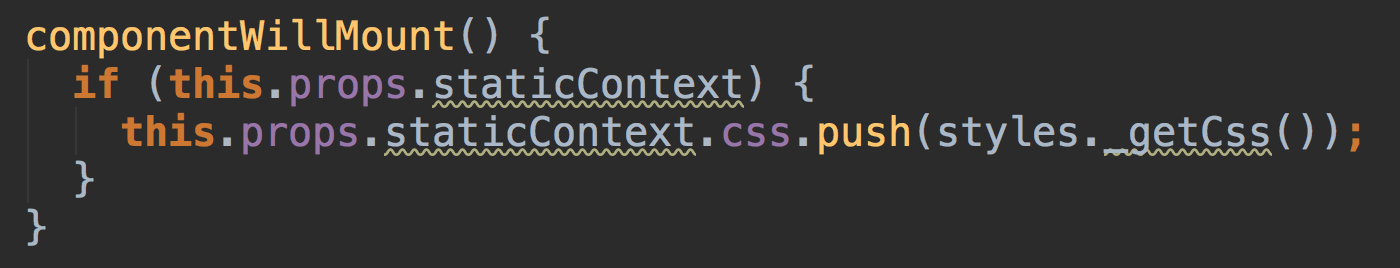 componentWillMount() {
  if (this.props.staticContext) {
    this.props.staticContext.css.push(styles._getCss());
  }
}